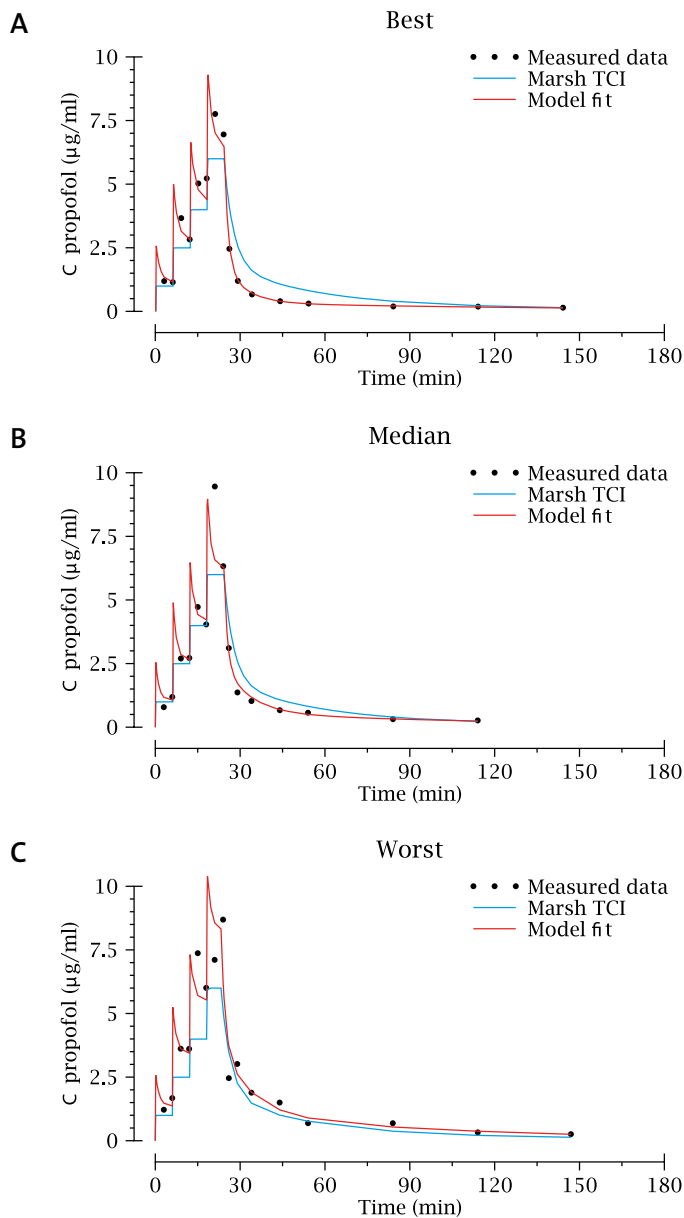 A
Best
Measured data
Marsh TCI
Model fit
C propofol (µg/ml)
10
7.5
5
2.5
0
0 30 60 90 120 150 180
Time (min)
B
Median
Measured data
Marsh TCI
Model fit
C propofol (µg/ml)
10
7.5
5
2.5
0
0 30 60 90 120 150 180
Time (min)
C
Worst
Measured data
Marsh TCI
Model fit
C propofol (µg/ml)
10
7.5
5
2.5
0
0 30 60 90 120 150 180
Time (min)